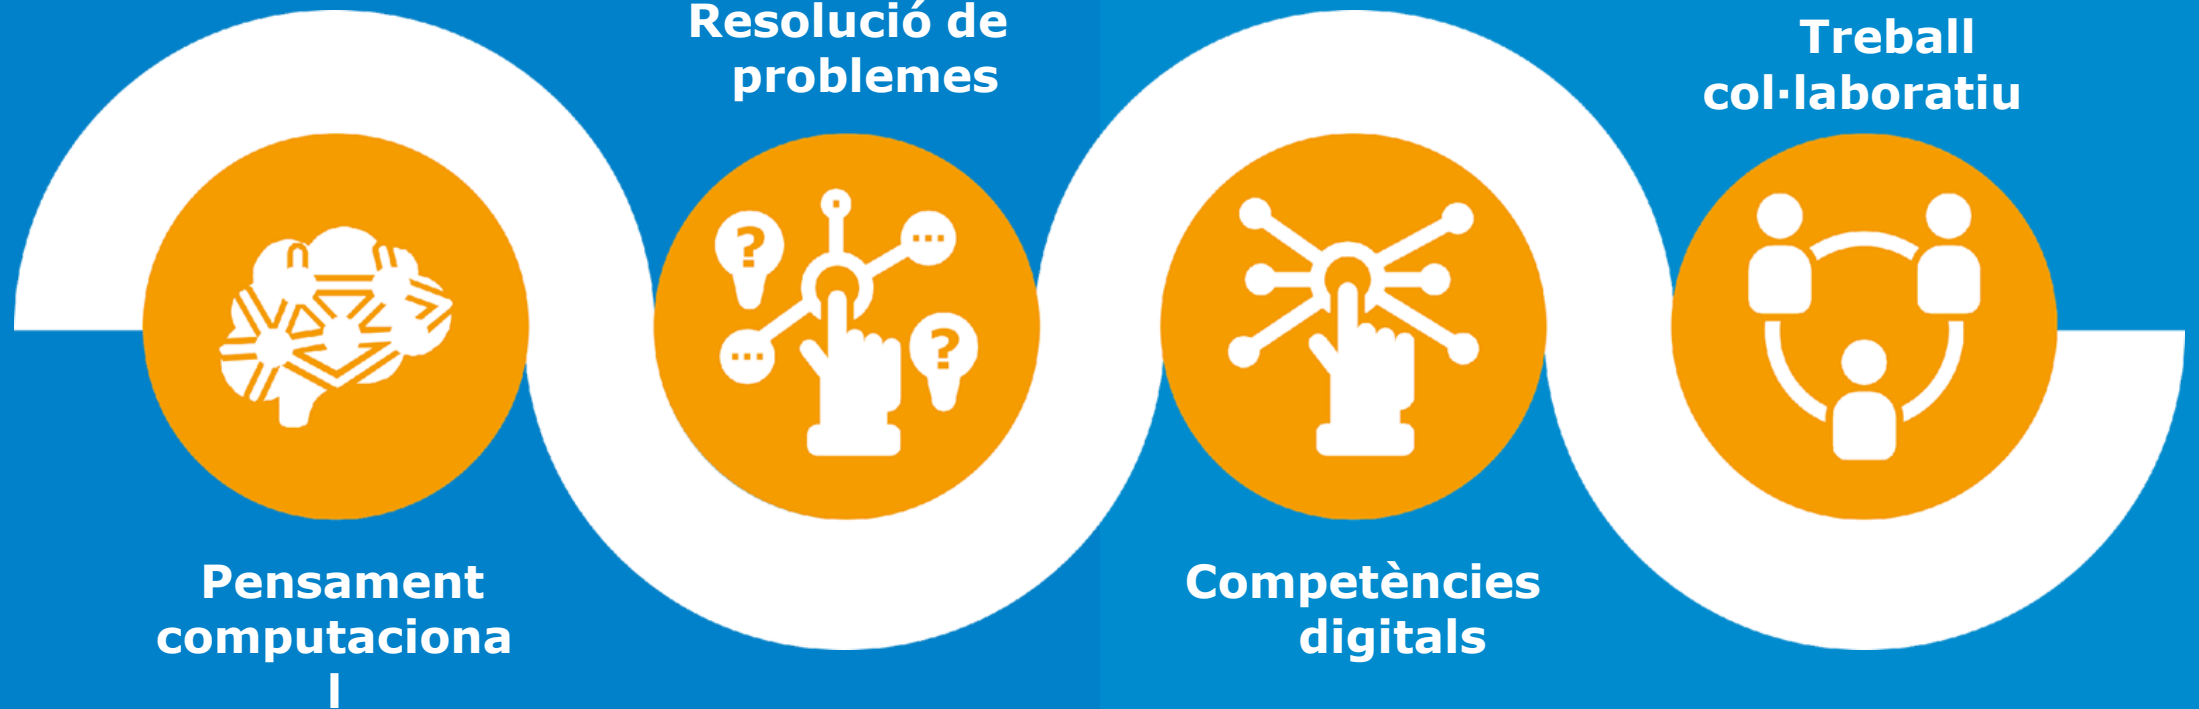 Pensament
computaciona
l
Resolució de
problemes
? ... ... ?
Competències
digitals
Treball
col·laboratiu